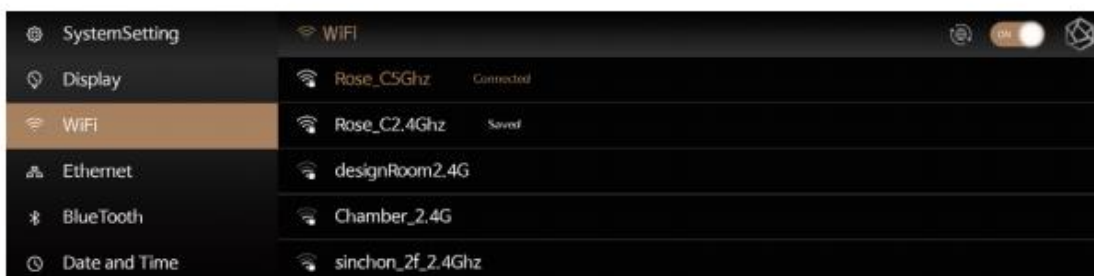 SystemSetting
Display
WiFi
Ethernet
BlueTooth
Date and Time
WiFi
ON
Rose_C5Ghz Connected
Rose_C2.4Ghz Saved
designRoom2.4G
Chamber_2.4G
sinchon_2f_2.4Ghz